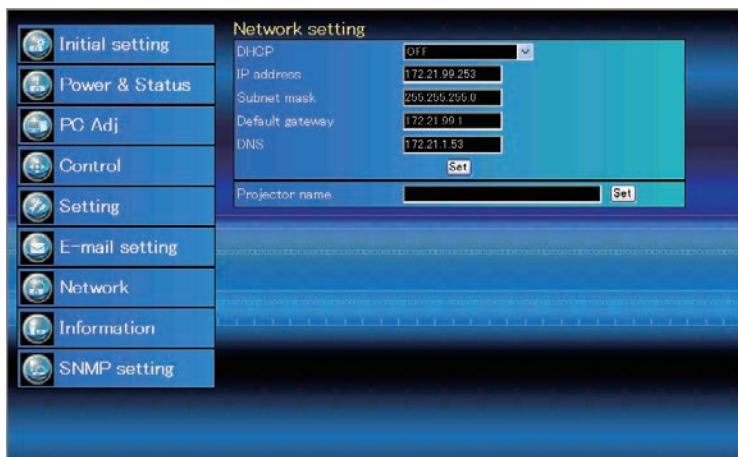 Initial setting
Power & Status
PC Adj
Control
Setting
E-mail setting
Network
Information
SNMP setting
Network setting
DHCP OFF
IP address 172.21.99.253
Subnet mask 255.255.255.0
Default gateway 172.21.99.1
DNS 172.21.1.53
Set
Projector name Set